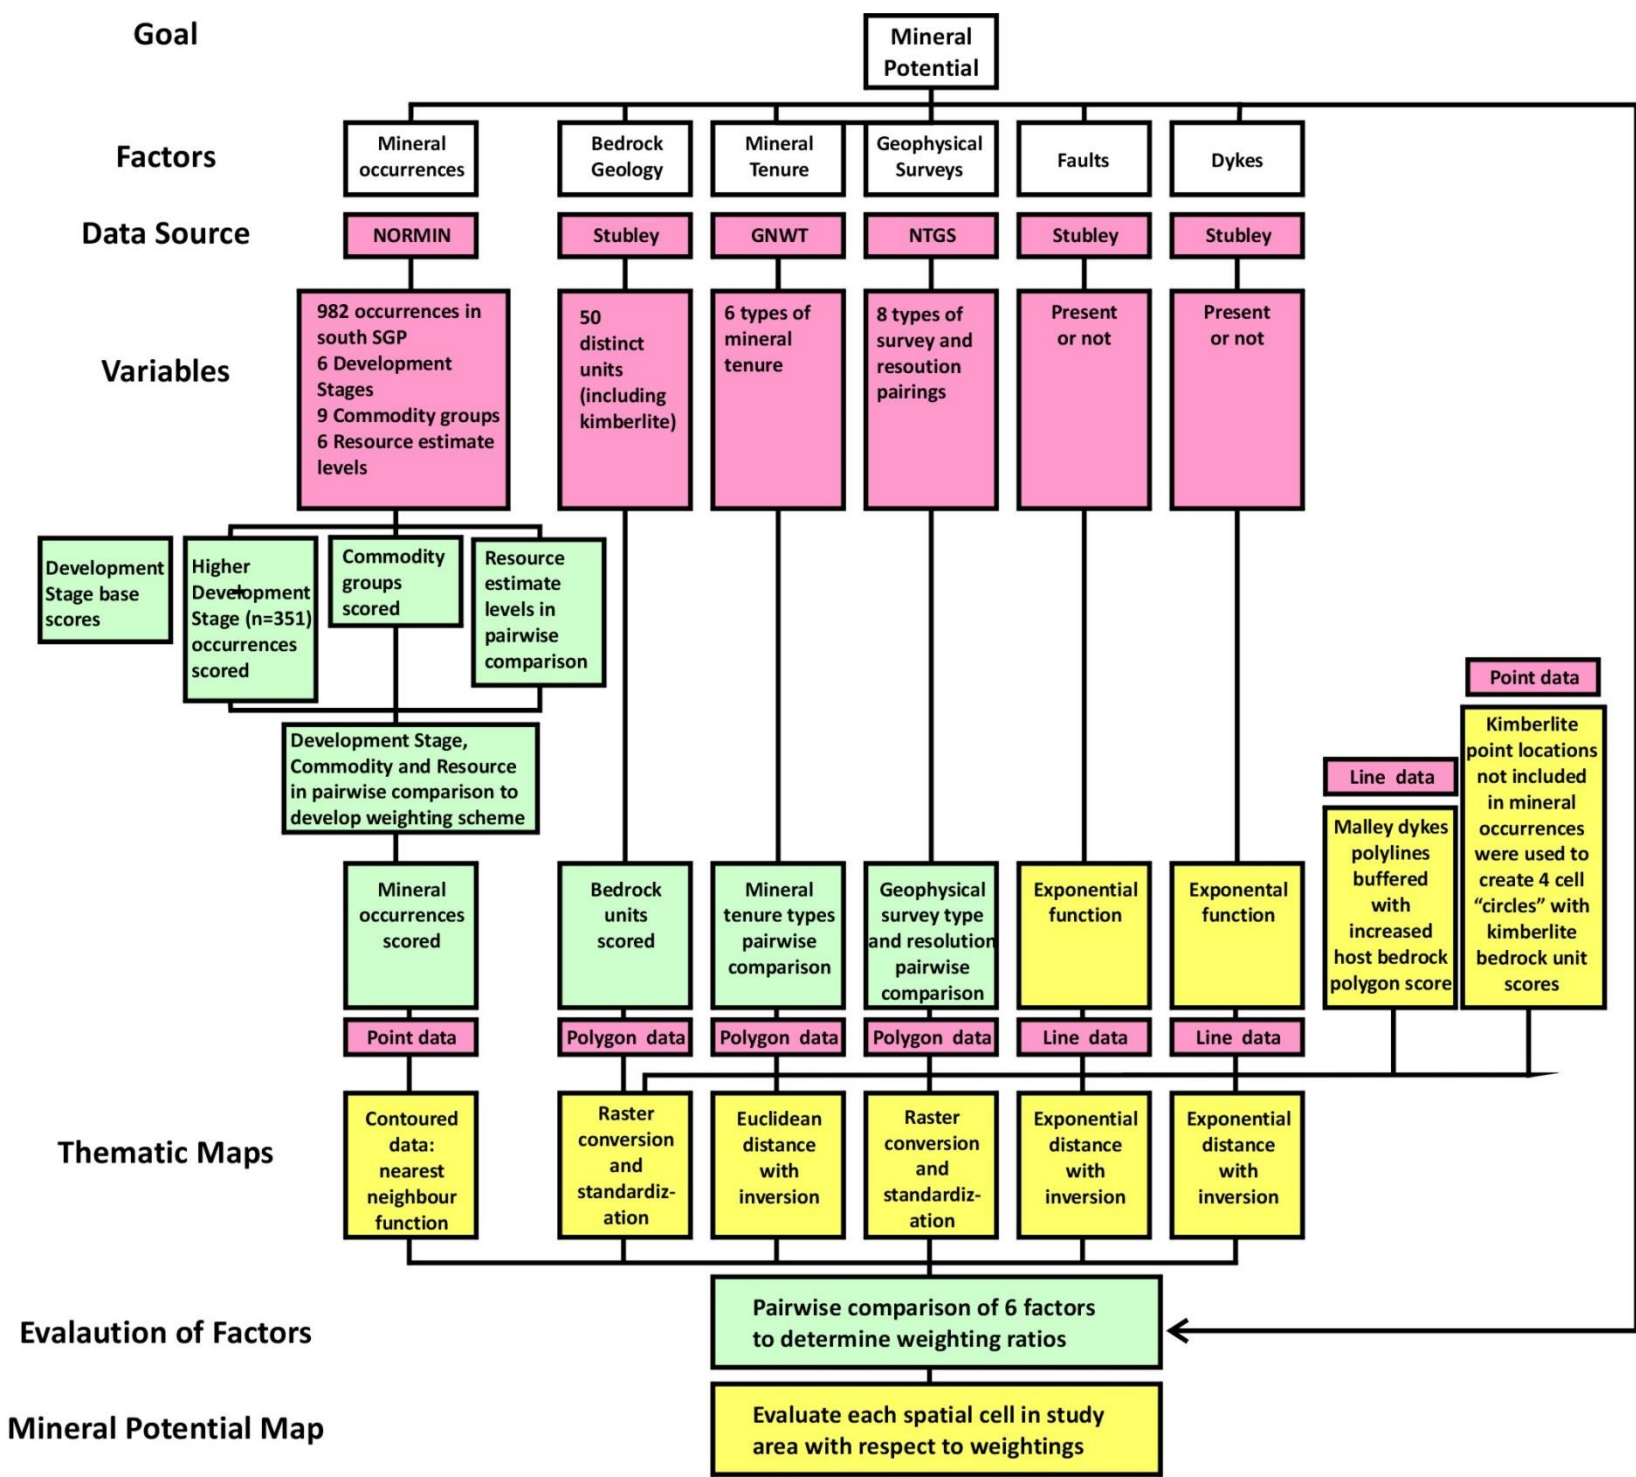 Goal
Mineral
Potential
Factors
Mineral
occurrences
Bedrock
Geology
Mineral
Tenure
Geophysical
Surveys
Faults
Dykes
Data Source
NORMIN
Stubley
GNWT
NTGS
Stubley
Stubley
Variables
982 occurrences in
south SGP
6 Development
Stages
9 Commodity groups
6 Resource estimate
levels
50
distinct
units
(including
kimberlite)
6 types of
mineral
tenure
8 types of
survey and
resoution
pairings
Present
or not
Present
or not
Development
Stage base
scores
+
Higher
Development
Stage (n=351)
occurrences
scored
Commodity
groups
scored
Resource
estimate
levels in
pairwise
comparison
Development Stage,
Commodity and Resource
in pairwise comparison to
develop weighting scheme
Mineral
occurrences
scored
Bedrock
units
scored
Mineral
tenure types
pairwise
comparison
Geophysical
survey type
and resolution
pairwise
comparison
Exponential
function
Exponental
function
Line data
Malley dykes
polylines
buffered
with
increased
host bedrock
polygon score
Point data
Kimberlite
point locations
not included
in mineral
occurrences
were used to
create 4 cell
“circles” with
kimberlite
bedrock unit
scores
Point data
Polygon data
Polygon data
Polygon data
Line data
Line data
Thematic Maps
Contoured
data:
nearest
neighbour
function)
Raster
conversion
and
standardiz-
ation
Euclidean
distance
with
inversion
Raster
conversion
and
standardiz-
ation
Exponential
distance
with
inversion
Exponential
distance
with
inversion
Evalaution of Factors
Pairwise comparison of 6 factors
to determine weighting ratios
Mineral Potential Map
Evaluate each spatial cell in study
area with respect to weightings